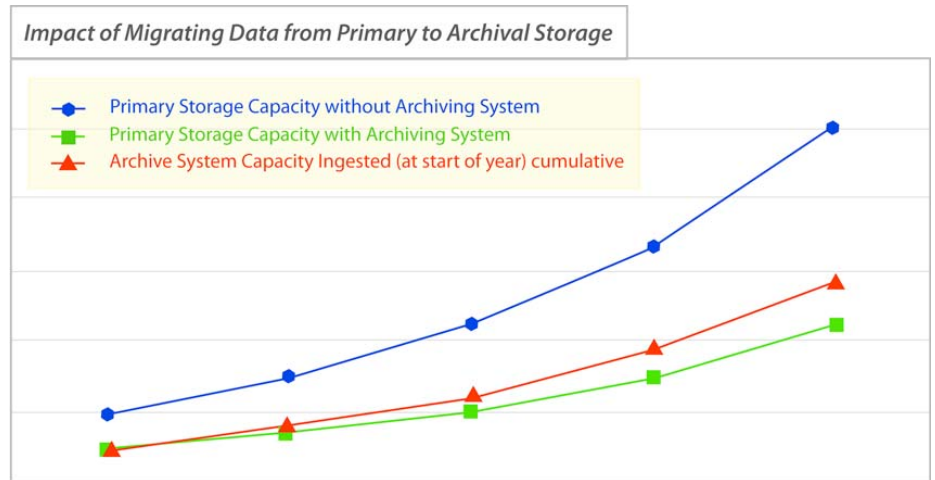 Impact of Migrating Data from Primary to Archival Storage
Primary Storage Capacity without Archiving System
Primary Storage Capacity with Archiving System
Archive System Capacity Ingested (at start of year) cumulative